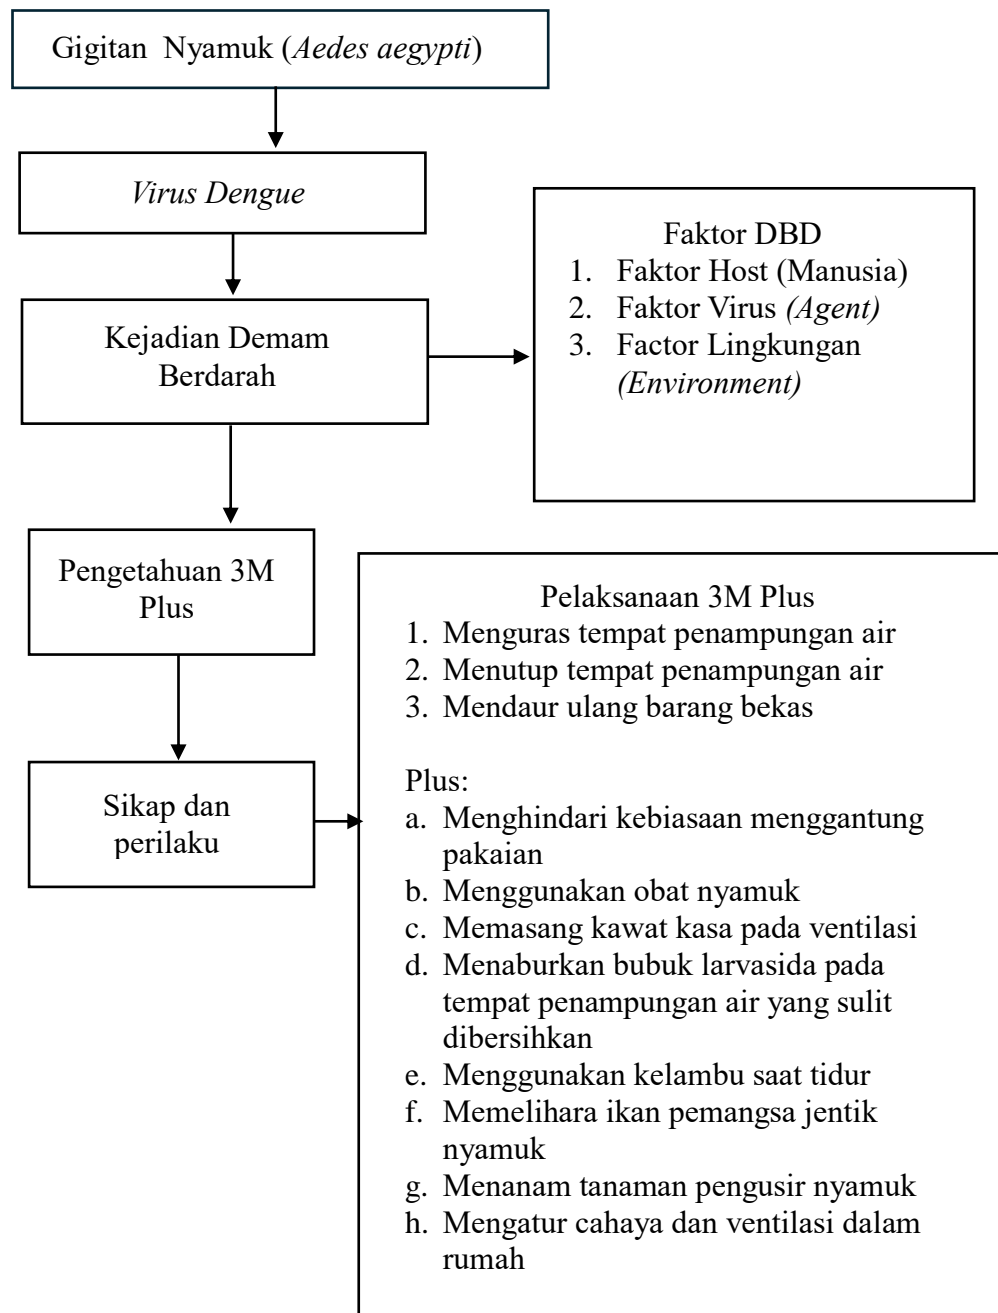 Gigitan Nyamuk (Aedes aegypti)
Virus Dengue
Kejadian Demam
Berdarah
Faktor DBD
1. Faktor Host (Manusia)
2. Faktor Virus (Agent)
3. Factor Lingkungan
(Environment)
Pengetahuan 3M
Plus
Sikap dan
perilaku
Pelaksanaan 3M Plus
1. Menguras tempat penampungan air
2. Menutup tempat penampungan air
3. Mendaur ulang barang bekas
Plus:
a. Menghindari kebiasaan menggantung
pakaian
b. Menggunakan obat nyamuk
c. Memasang kawat kasa pada ventilasi
d. Menaburkan bubuk larvasida pada
tempat penampungan air yang sulit
dibersihkan
e. Menggunakan kelambu saat tidur
f. Memelihara ikan pemangsa jentik
nyamuk
g. Menanam tanaman pengusir nyamuk
h. Mengatur cahaya dan ventilasi dalam
rumah